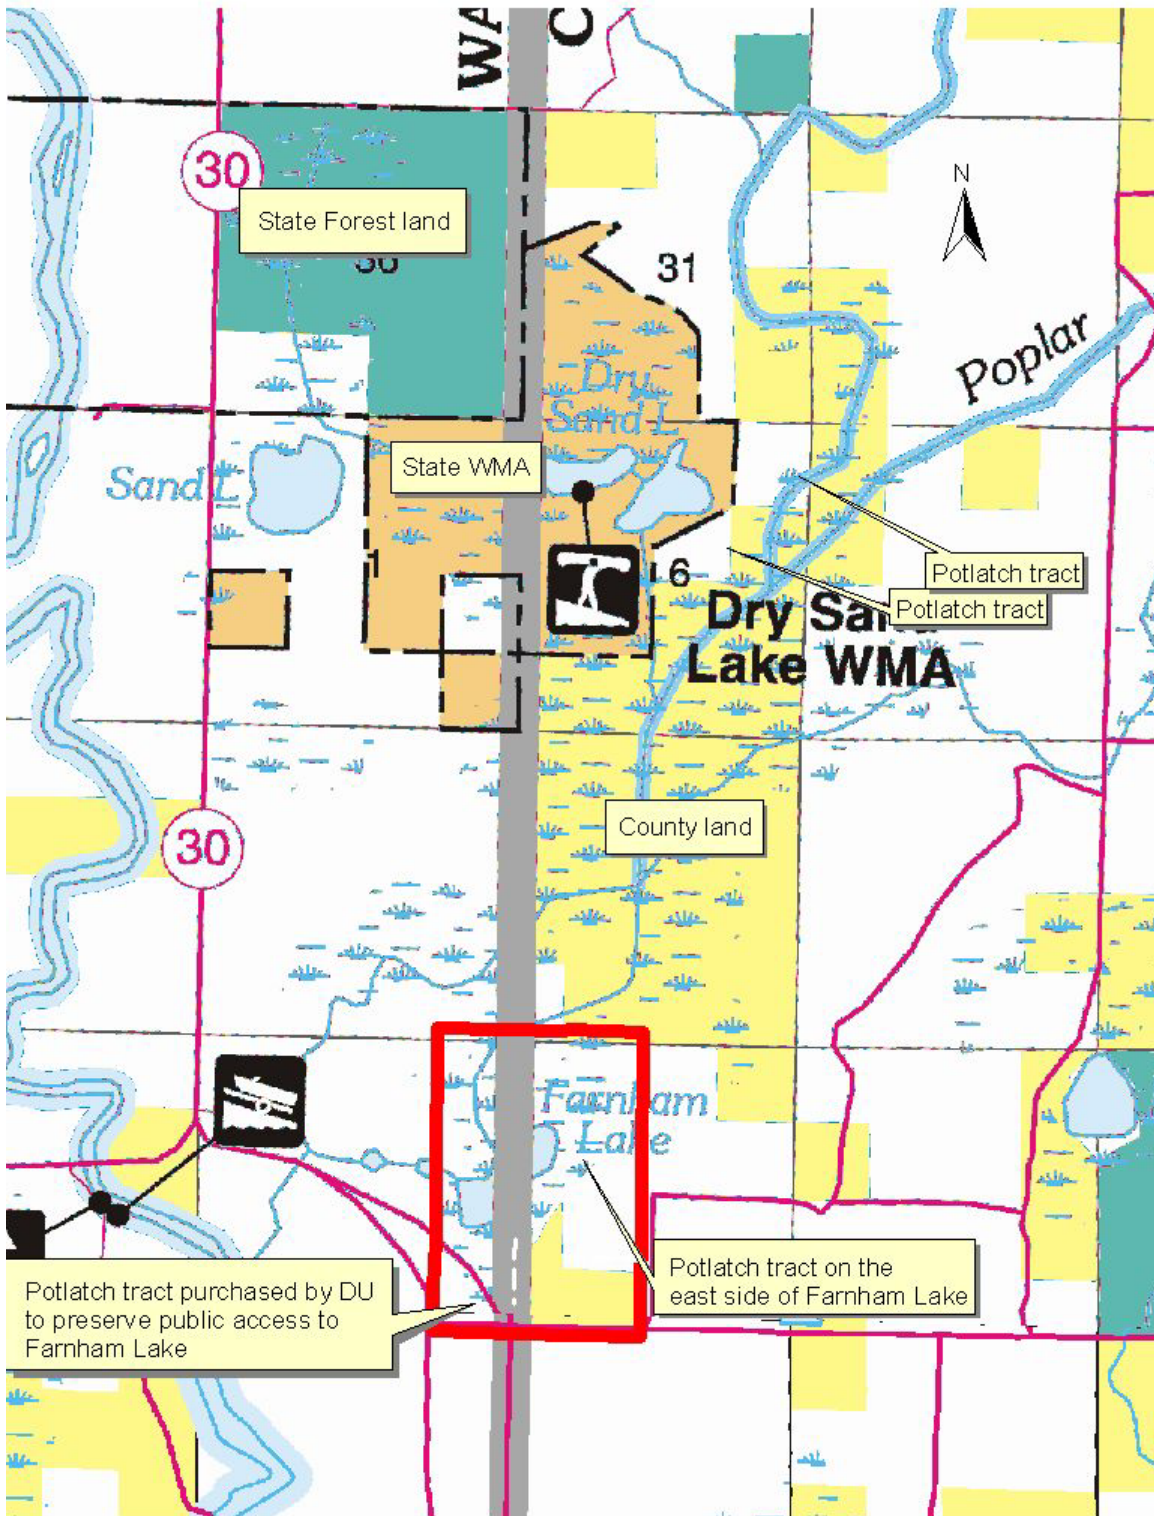 WA
C
30
N
State Forest land
36
31
Poplar
Dry
Sand L
State WMA
Sand L
Potlatch tract
6
Potlatch tract
Dry Sand
Lake WMA
County land
30
Farnham
Lake
Potlatch tract on the
east side of Farnham Lake
Potlatch tract purchased by DU
to preserve public access to
Farnham Lake